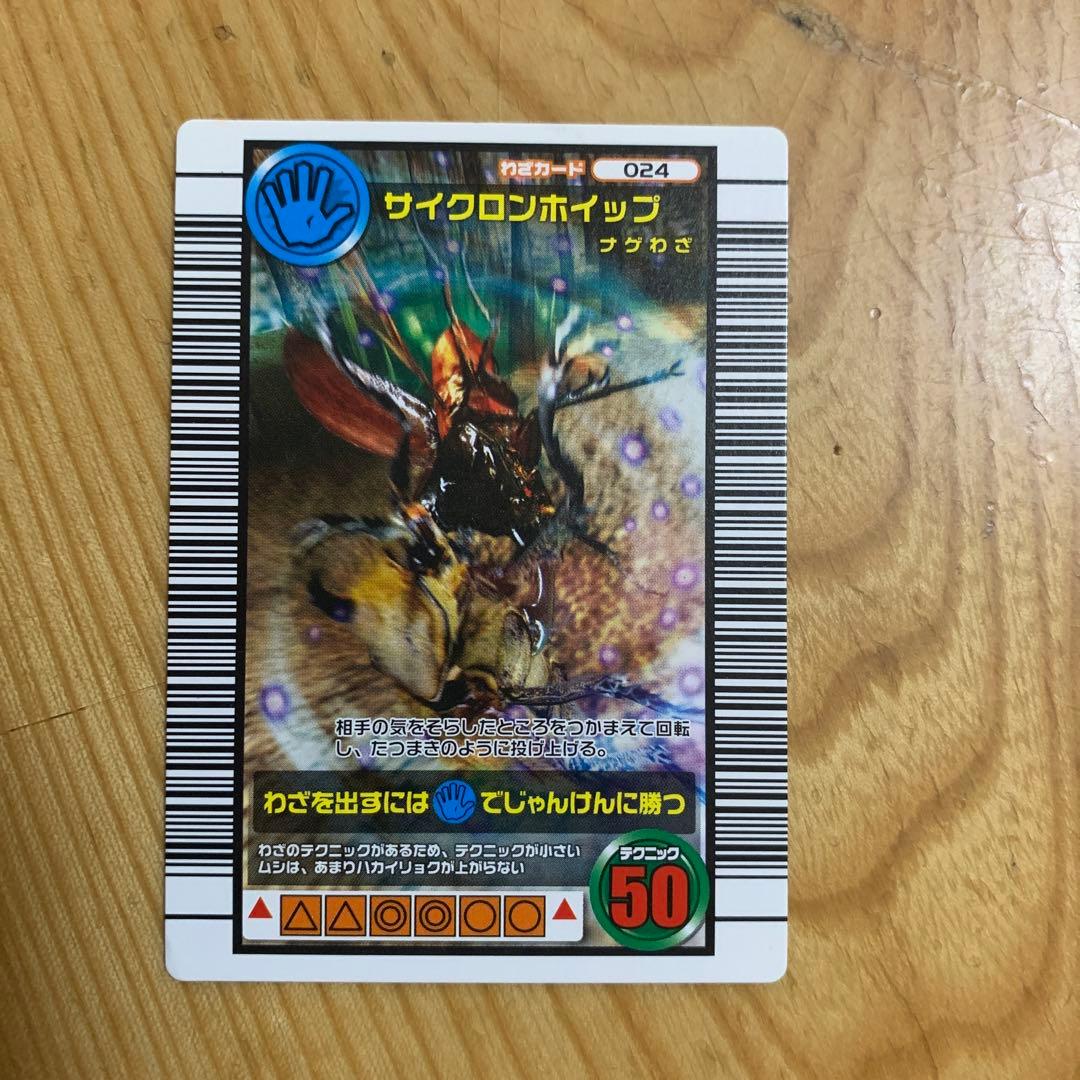 わざカード 024
サイクロンホイップ
ナゲわざ
相手の気をそらしたところをつかまえて回転
し、たつまきのように投げ上げる。
わざを出すには でじゃんけんに勝つ
わざのテクニックがあるため、テクニックが小さい
ムシは、あまりハカイリョクが上がらない
テクニック
50